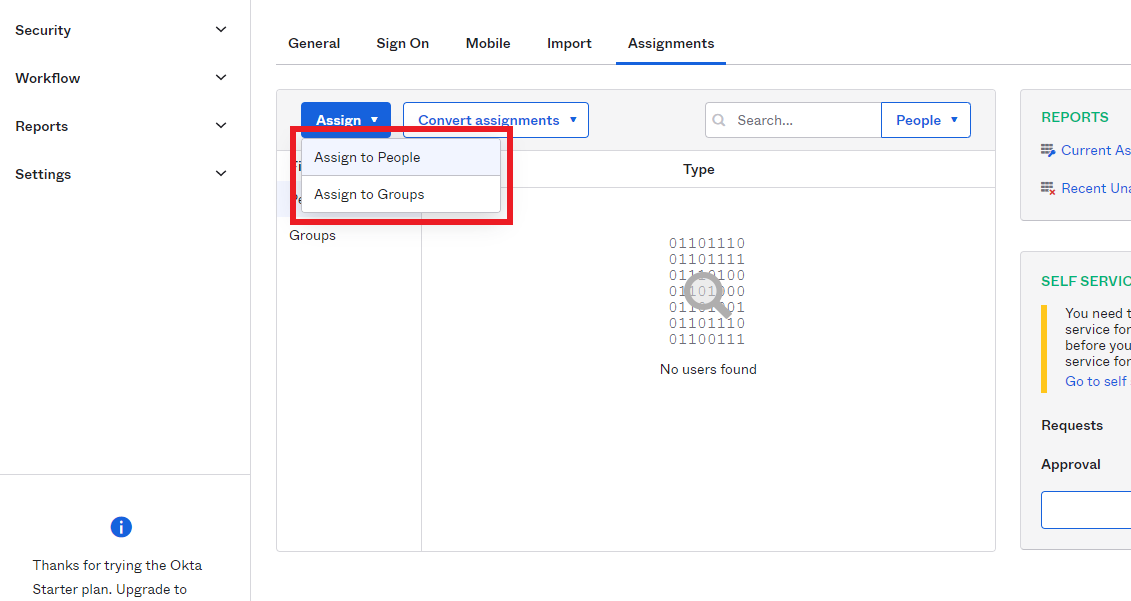 Security
Workflow
Reports
Settings
Thanks for trying the Okta
Starter plan. Upgrade to
General Sign On Mobile Import Assignments
Assign Convert assignments Search... People
Assign to People
Assign to Groups
Type
Groups
01101110
01101111
01110100
01101000
01101001
01101110
01100111
No users found
REPORTS
Current As
Recent Una
SELF SERVIC
You need t
service for
before you
service for
Go to self
Requests
Approval